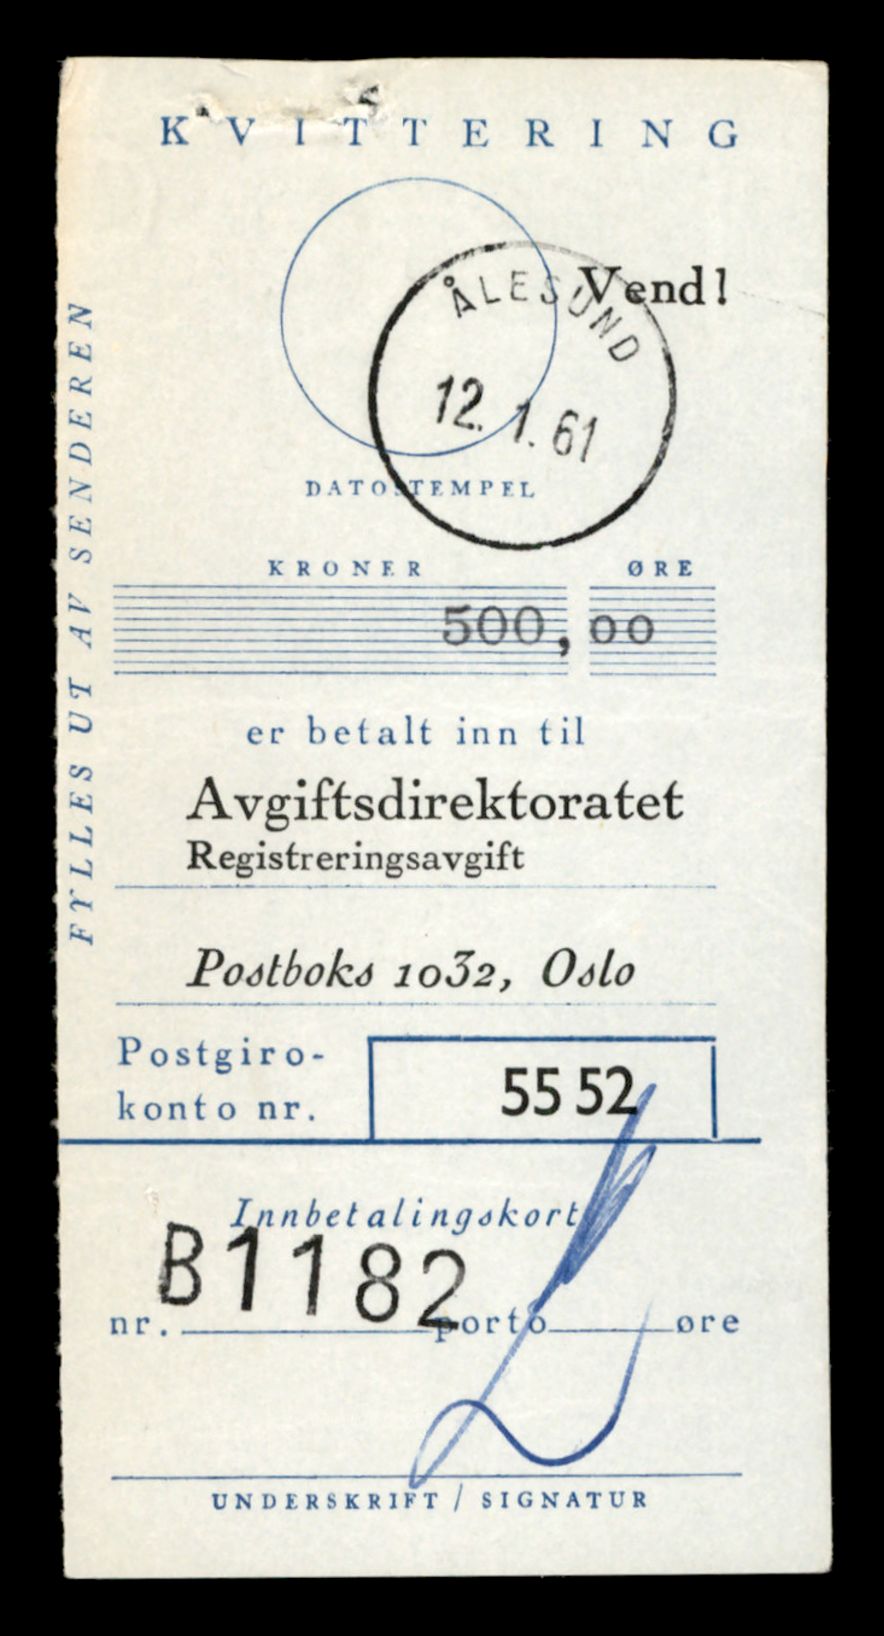 KVITTERING
Vend!
ÅLESUND
12. 1. 61
DATOSTEMPEL
FYLLES UT AV SENDEREN
KRONER ØRE
500,00
er betalt inn til
Avgiftsdirektoratet
Registreringsavgift
Postboks 1032, Oslo
Postgiro-
konto nr.
55 52
Innbetalingskort
B1182
nr. porto øre
UNDERSKRIFT / SIGNATUR